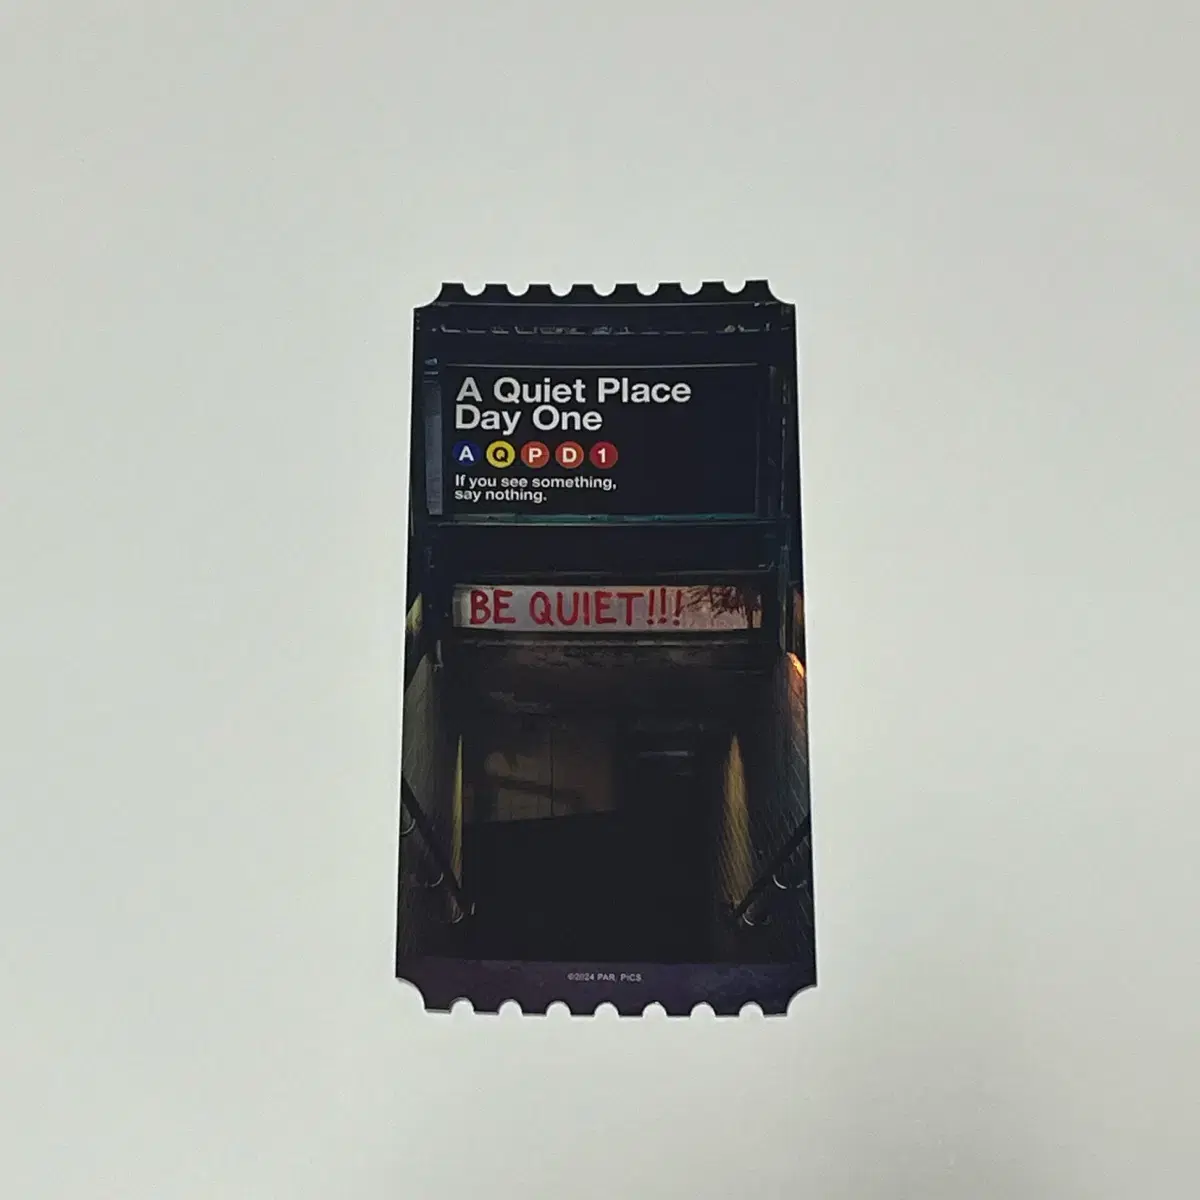 A Quiet Place
Day One
A Q P D 1
If you see something,
say nothing.
BE QUIET!!!
©2024 PAR. PICS